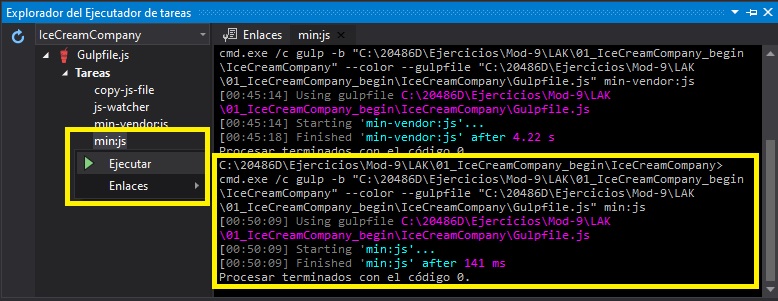 Explorador del Ejecutador de tareas
IceCreamCompany
Gulpfile.js
Tareas
copy-js-file
js-watcher
min-vendor:js
min:js
Ejecutar
Enlaces
Enlaces min:js
cmd.exe /c gulp -b "C:\20486D\Ejercicios\Mod-9\LAK\01_IceCreamCompany_begin
\IceCreamCompany" --color --gulpfile "C:\20486D\Ejercicios\Mod-9\LAK
\01_IceCreamCompany_begin\IceCreamCompany\Gulpfile.js" min-vendor:js
[00:45:14] Using gulpfile C:\20486D\Ejercicios\Mod-9\LAK
\01_IceCreamCompany_begin\IceCreamCompany\Gulpfile.js
[00:45:14] Starting 'min-vendor:js'...
[00:45:18] Finished 'min-vendor:js' after 4.22 s
Procesar terminados con el código 0.
C:\20486D\Ejercicios\Mod-9\LAK\01_IceCreamCompany_begin\IceCreamCompany>
cmd.exe /c gulp -b "C:\20486D\Ejercicios\Mod-9\LAK\01_IceCreamCompany_begin
\IceCreamCompany" --color --gulpfile "C:\20486D\Ejercicios\Mod-9\LAK
\01_IceCreamCompany_begin\IceCreamCompany\Gulpfile.js" min:js
[00:50:09] Using gulpfile C:\20486D\Ejercicios\Mod-9\LAK
\01_IceCreamCompany_begin\IceCreamCompany\Gulpfile.js
[00:50:09] Starting 'min:js'...
[00:50:09] Finished 'min:js' after 141 ms
Procesar terminados con el código 0.